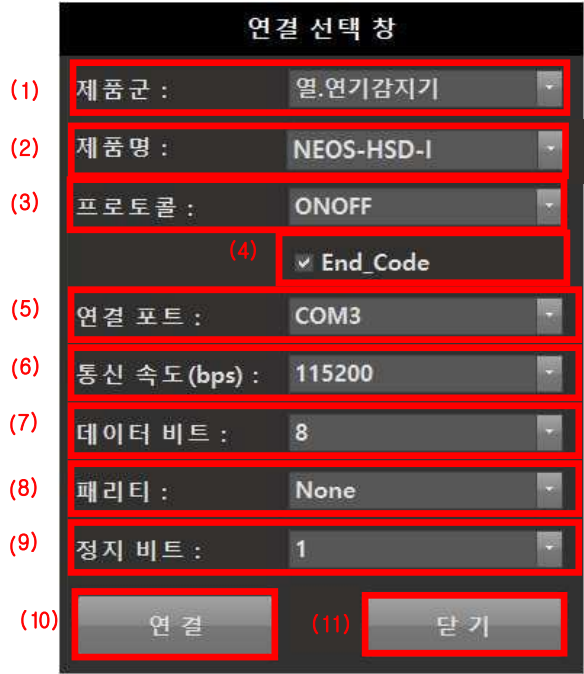 연결 선택 창
(1) 제품군 : 열.연기감지기
(2) 제품명 : NEOS-HSD-I
(3) 프로토콜 : ONOFF
(4) End_Code
(5) 연결 포트 : COM3
(6) 통신 속도(bps) : 115200
(7) 데이터 비트 : 8
(8) 패리티 : None
(9) 정지 비트 : 1
(10) 연 결 (11) 닫 기